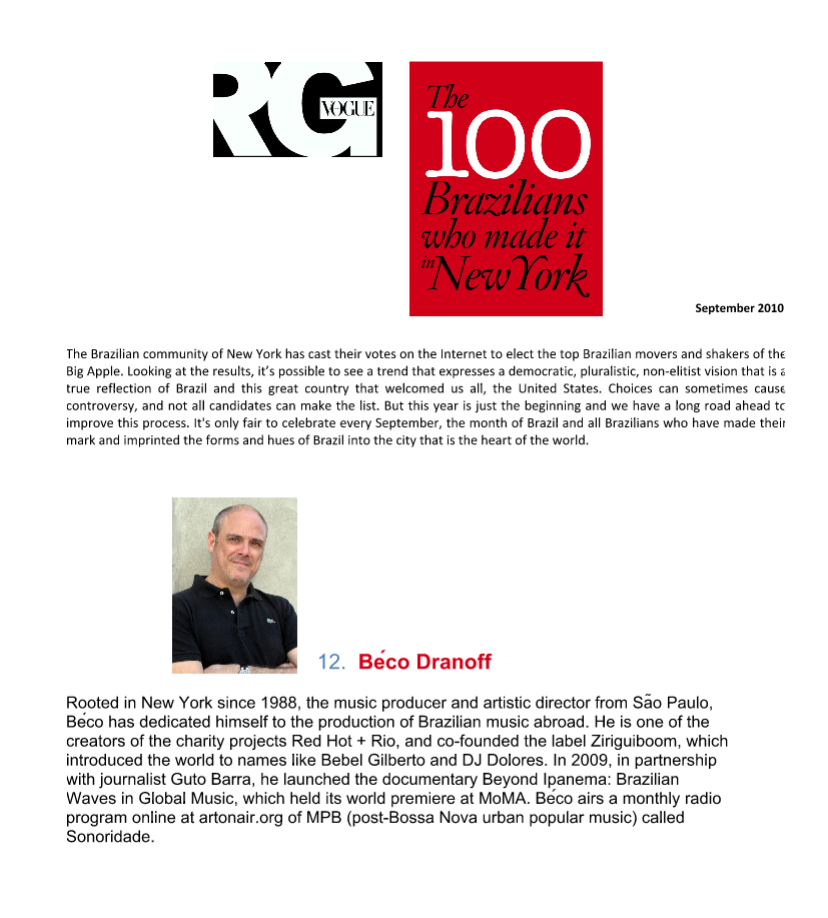 RG
VOGUE
The
100
Brazilians
who made it
in New York
September 2010
The Brazilian community of New York has cast their votes on the Internet to elect the top Brazilian movers and shakers of the
Big Apple. Looking at the results, it's possible to see a trend that expresses a democratic, pluralistic, non-elitist vision that is a
true reflection of Brazil and this great country that welcomed us all, the United States. Choices can sometimes cause
controversy, and not all candidates can make the list. But this year is just the beginning and we have a long road ahead to
improve this process. It's only fair to celebrate every September, the month of Brazil and all Brazilians who have made their
mark and imprinted the forms and hues of Brazil into the city that is the heart of the world.
12. Béco Dranoff
Rooted in New York since 1988, the music producer and artistic director from São Paulo,
Béco has dedicated himself to the production of Brazilian music abroad. He is one of the
creators of the charity projects Red Hot + Rio, and co-founded the label Ziriguiboom, which
introduced the world to names like Bebel Gilberto and DJ Dolores. In 2009, in partnership
with journalist Guto Barra, he launched the documentary Beyond Ipanema: Brazilian
Waves in Global Music, which held its world premiere at MoMA. Béco airs a monthly radio
program online at artonair.org of MPB (post-Bossa Nova urban popular music) called
Sonoridade.